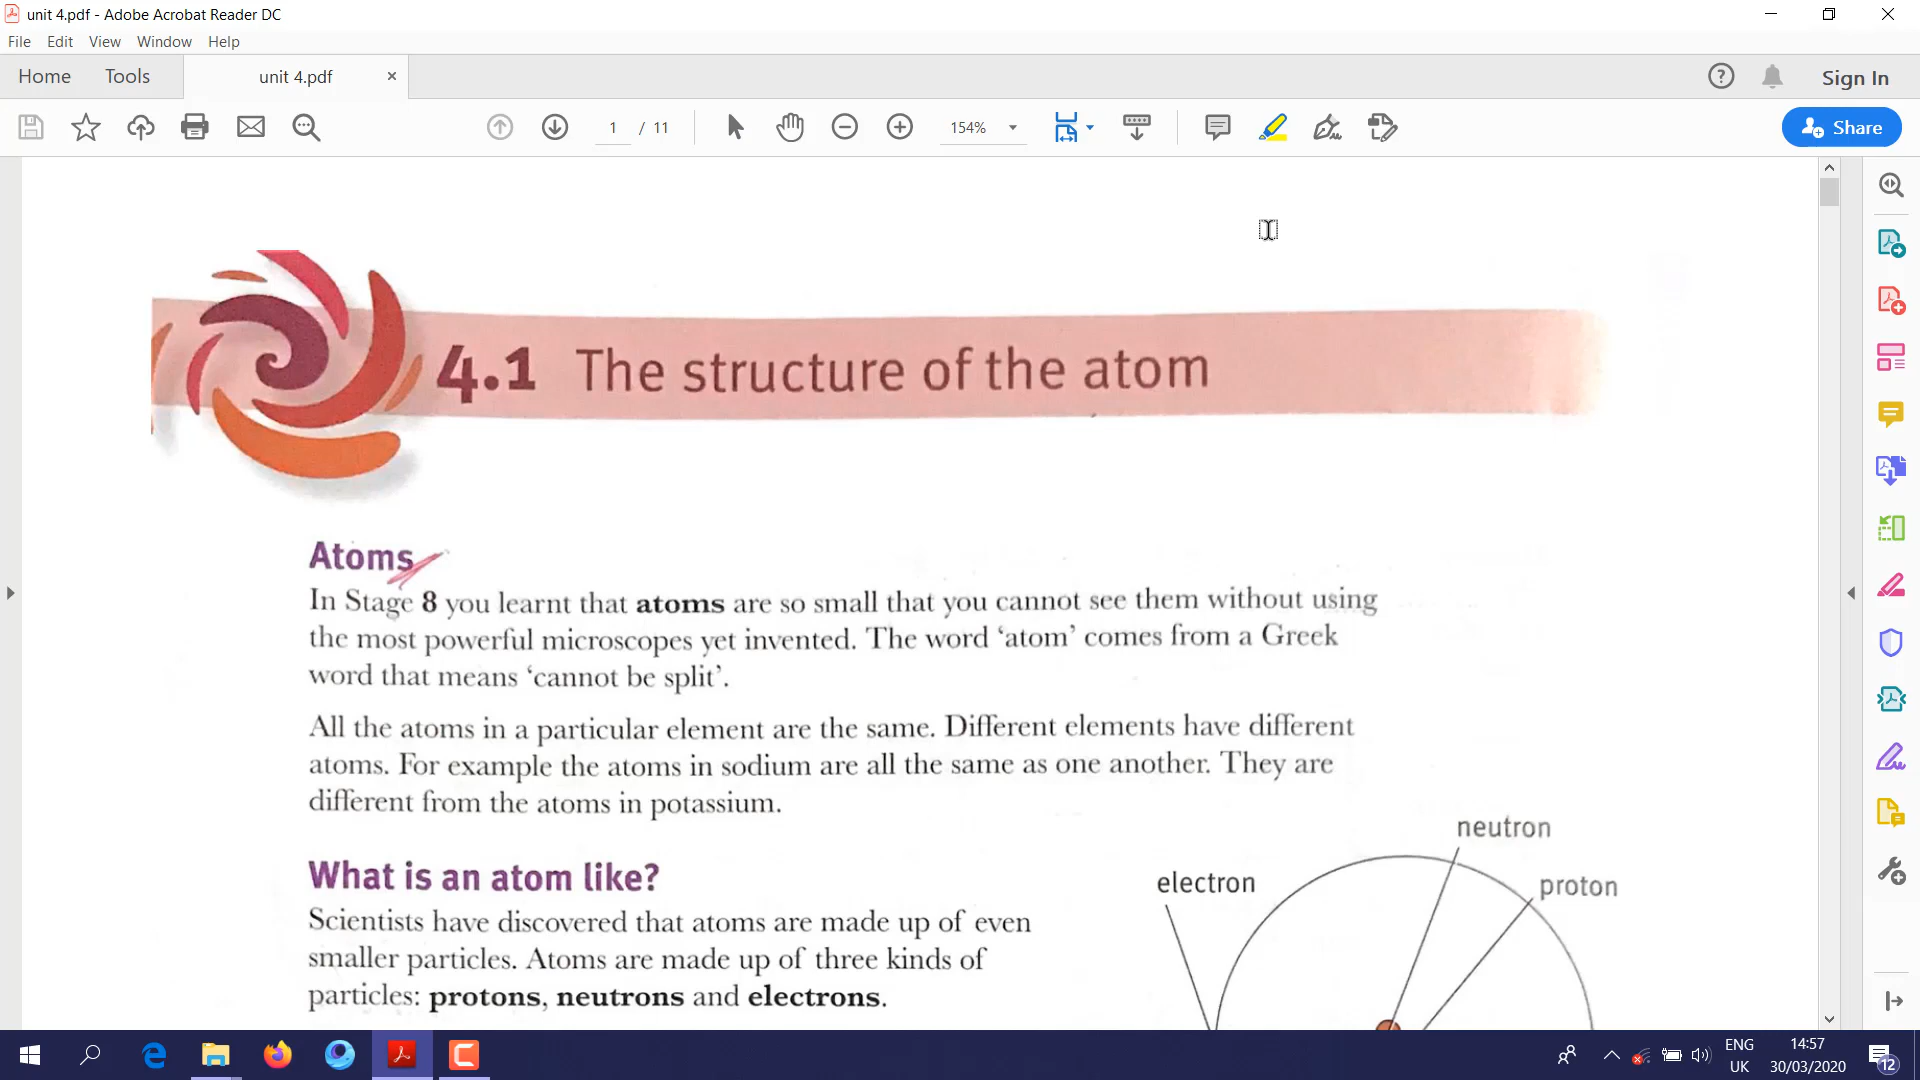 unit 4.pdf - Adobe Acrobat Reader DC
File Edit View Window Help
Home Tools unit 4.pdf × Sign In
1 / 11 154% Share
4.1 The structure of the atom
Atoms
In Stage 8 you learnt that atoms are so small that you cannot see them without using
the most powerful microscopes yet invented. The word ‘atom’ comes from a Greek
word that means ‘cannot be split’.
All the atoms in a particular element are the same. Different elements have different
atoms. For example the atoms in sodium are all the same as one another. They are
different from the atoms in potassium.
What is an atom like?
Scientists have discovered that atoms are made up of even
smaller particles. Atoms are made up of three kinds of
particles: protons, neutrons and electrons.
neutron
electron
proton
ENG
UK
14:57
30/03/2020
12